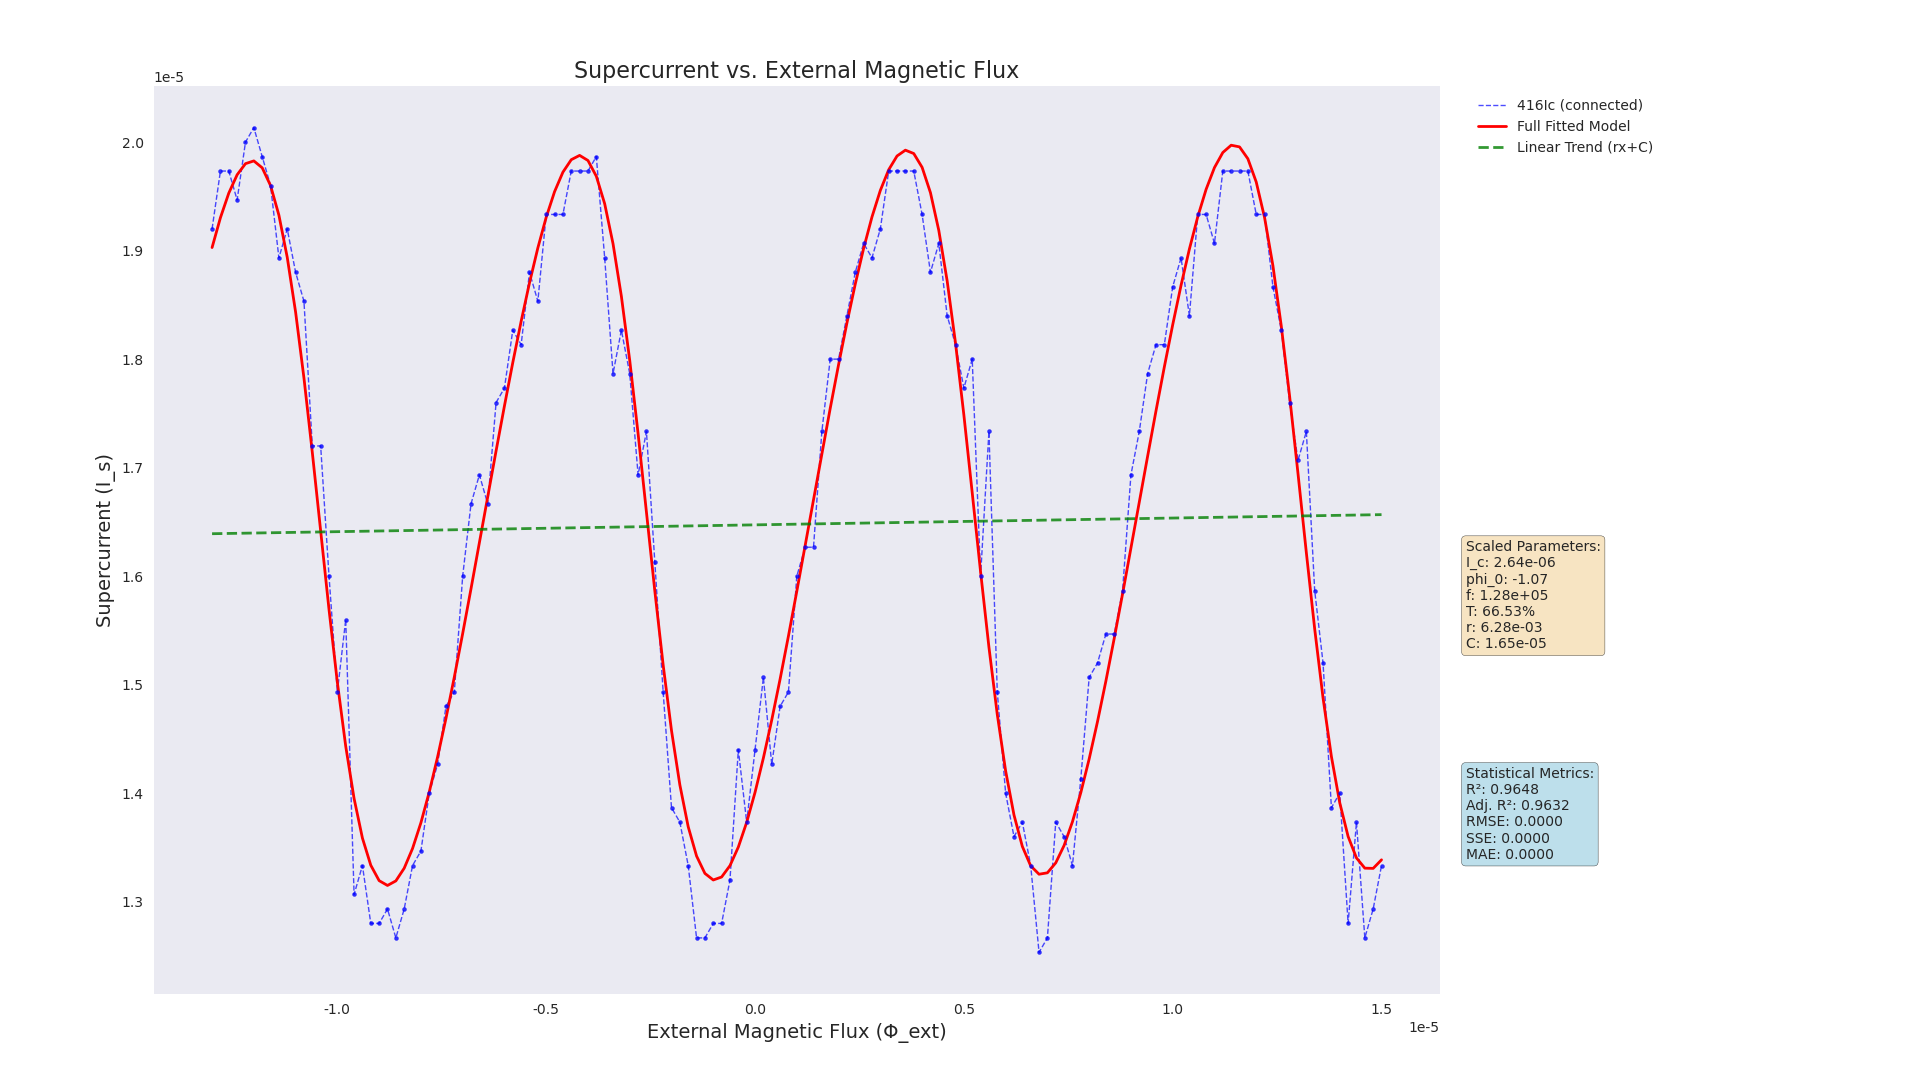 Supercurrent vs. External Magnetic Flux
1e-5
2.0
1.9
1.8
1.7
1.6
1.5
1.4
1.3
Supercurrent (I_s)
-1.0
-0.5
0.0
0.5
1.0
1.5
1e-5
External Magnetic Flux (Φ_ext)
416Ic (connected)
Full Fitted Model
Linear Trend (rx+C)
Scaled Parameters:
I_c: 2.64e-06
phi_0: -1.07
f: 1.28e+05
T: 66.53%
r: 6.28e-03
C: 1.65e-05
Statistical Metrics:
R²: 0.9648
Adj. R²: 0.9632
RMSE: 0.0000
SSE: 0.0000
MAE: 0.0000